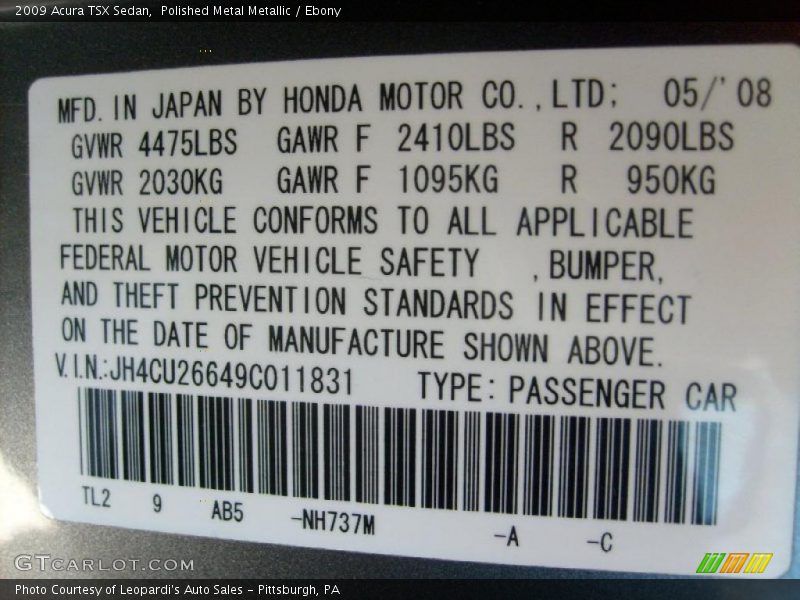 2009 Acura TSX Sedan,  Polished Metal Metallic / Ebony
MFD. IN JAPAN BY HONDA MOTOR CO., LTD; 05/'08
GVWR 4475LBS GAWR F 2410LBS R 2090LBS
GVWR 2030KG GAWR F 1095KG R 950KG
THIS VEHICLE CONFORMS TO ALL APPLICABLE
FEDERAL MOTOR VEHICLE SAFETY , BUMPER,
AND THEFT PREVENTION STANDARDS IN EFFECT
ON THE DATE OF MANUFACTURE SHOWN ABOVE.
V.I.N.:JH4CU26649C011831 TYPE: PASSENGER CAR
TL2 9 AB5 -NH737M -A -C
GTCARLOT.COM
Photo Courtesy of Leopardi's Auto Sales - Pittsburgh, PA